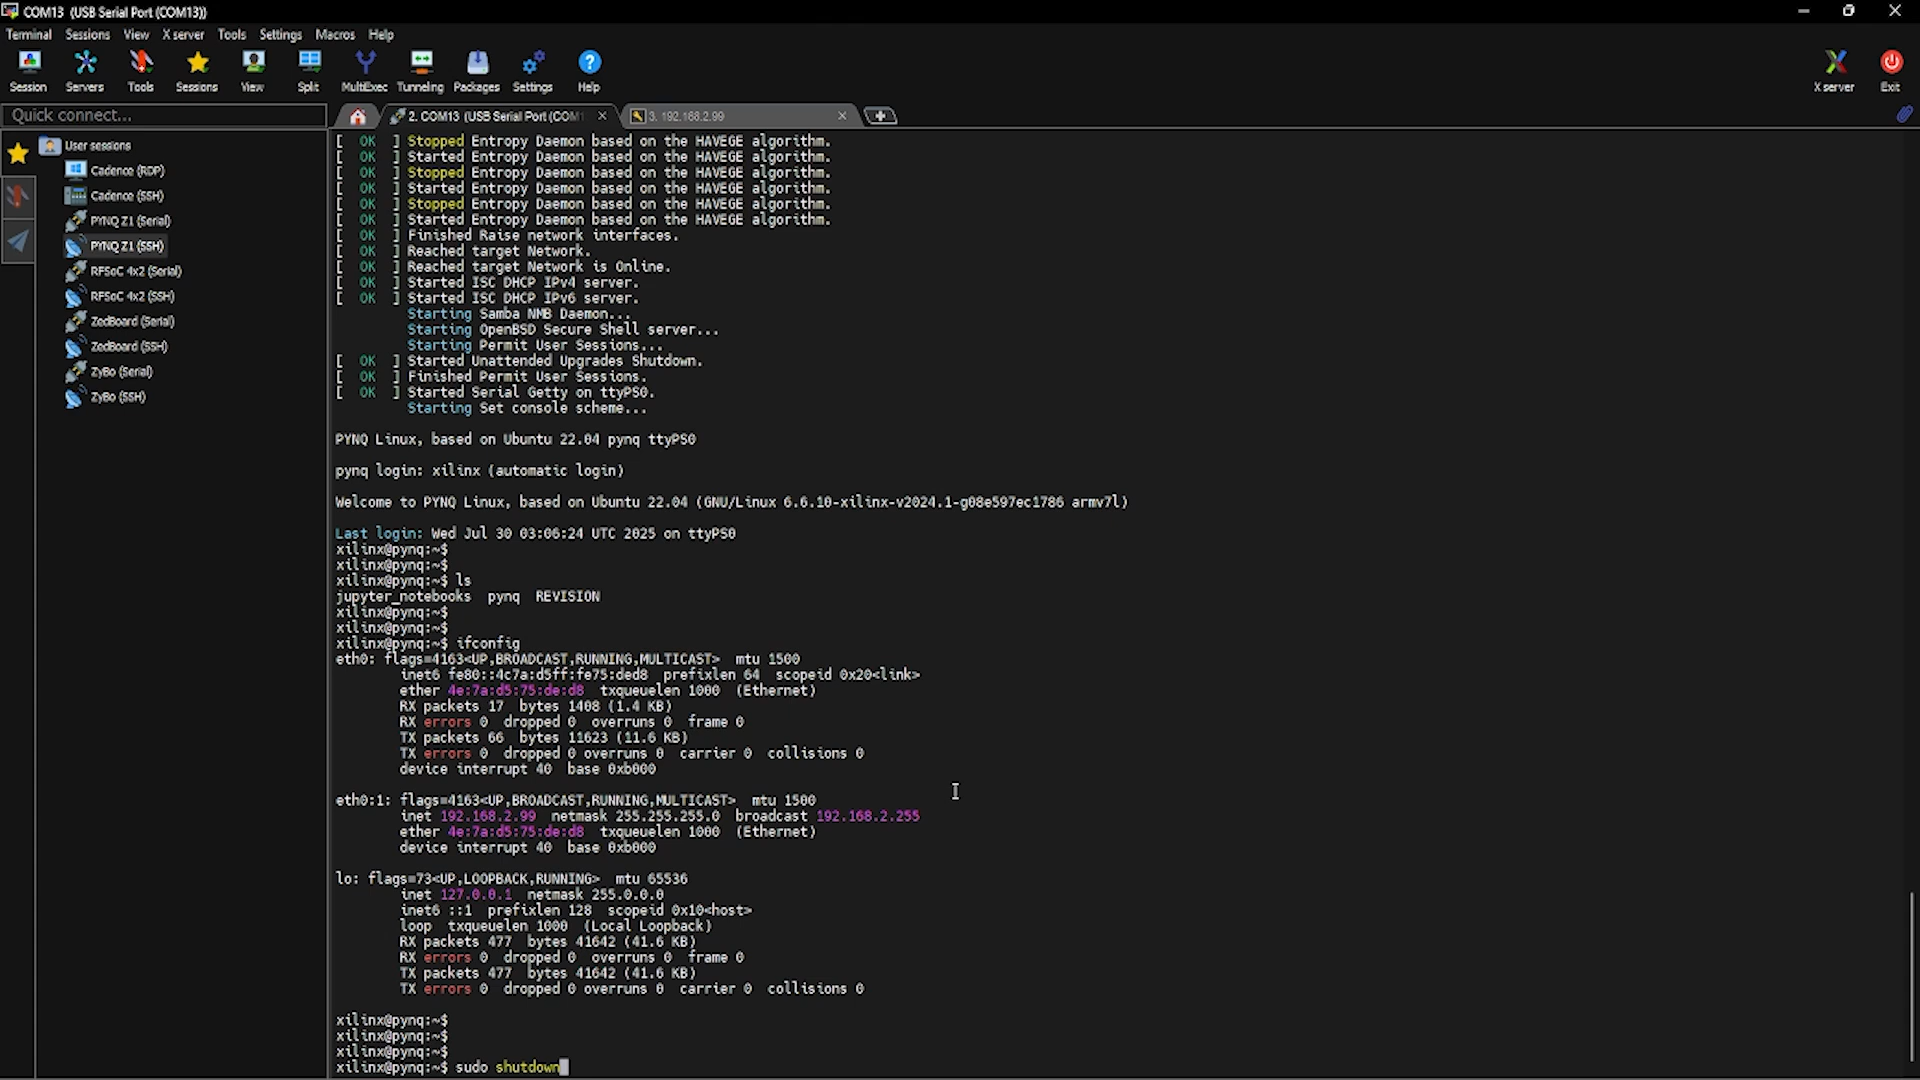 COM13 (USB Serial Port (COM13))
Terminal Sessions View X server Tools Settings Macros Help
Session Servers Tools Sessions View Split MultiExec Tunneling Packages Settings Help X server Exit
Quick connect...
2. COM13 (USB Serial Port (COM1
3. 192.168.2.99
User sessions
Cadence (RDP)
Cadence (SSH)
PYNQ Z1 (Serial)
PYNQ Z1 (SSH)
RFSoC 4x2 (Serial)
RFSoC 4x2 (SSH)
ZedBoard (Serial)
ZedBoard (SSH)
ZyBo (Serial)
ZyBo (SSH)
[ OK ] Stopped Entropy Daemon based on the HAVEGE algorithm.
[ OK ] Started Entropy Daemon based on the HAVEGE algorithm.
[ OK ] Stopped Entropy Daemon based on the HAVEGE algorithm.
[ OK ] Started Entropy Daemon based on the HAVEGE algorithm.
[ OK ] Stopped Entropy Daemon based on the HAVEGE algorithm.
[ OK ] Started Entropy Daemon based on the HAVEGE algorithm.
[ OK ] Finished Raise network interfaces.
[ OK ] Reached target Network.
[ OK ] Reached target Network is Online.
[ OK ] Started ISC DHCP IPv4 server.
[ OK ] Started ISC DHCP IPv6 server.
Starting Samba NMB Daemon...
Starting OpenBSD Secure Shell server...
Starting Permit User Sessions...
[ OK ] Started Unattended Upgrades Shutdown.
[ OK ] Finished Permit User Sessions.
[ OK ] Started Serial Getty on ttyPS0.
Starting Set console scheme...
PYNQ Linux, based on Ubuntu 22.04 pynq ttyPS0
pynq login: xilinx (automatic login)
Welcome to PYNQ Linux, based on Ubuntu 22.04 (GNU/Linux 6.6.10-xilinx-v2024.1-g08e597ec1786 armv7l)
Last login: Wed Jul 30 03:06:24 UTC 2025 on ttyPS0
xilinx@pynq:~$
xilinx@pynq:~$
xilinx@pynq:~$ ls
jupyter_notebooks pynq REVISION
xilinx@pynq:~$
xilinx@pynq:~$
xilinx@pynq:~$ ifconfig
eth0: flags=4163<UP,BROADCAST,RUNNING,MULTICAST> mtu 1500
inet6 fe80::4c7a:d5ff:fe75:ded8 prefixlen 64 scopeid 0x20<link>
ether 4e:7a:d5:75:de:d8 txqueuelen 1000 (Ethernet)
RX packets 17 bytes 1408 (1.4 KB)
RX errors 0 dropped 0 overruns 0 frame 0
TX packets 66 bytes 11623 (11.6 KB)
TX errors 0 dropped 0 overruns 0 carrier 0 collisions 0
device interrupt 40 base 0xb000
eth0:1: flags=4163<UP,BROADCAST,RUNNING,MULTICAST> mtu 1500
inet 192.168.2.99 netmask 255.255.255.0 broadcast 192.168.2.255
ether 4e:7a:d5:75:de:d8 txqueuelen 1000 (Ethernet)
device interrupt 40 base 0xb000
lo: flags=73<UP,LOOPBACK,RUNNING> mtu 65536
inet 127.0.0.1 netmask 255.0.0.0
inet6 ::1 prefixlen 128 scopeid 0x10<host>
loop txqueuelen 1000 (Local Loopback)
RX packets 477 bytes 41642 (41.6 KB)
RX errors 0 dropped 0 overruns 0 frame 0
TX packets 477 bytes 41642 (41.6 KB)
TX errors 0 dropped 0 overruns 0 carrier 0 collisions 0
xilinx@pynq:~$
xilinx@pynq:~$
xilinx@pynq:~$
xilinx@pynq:~$ sudo shutdown